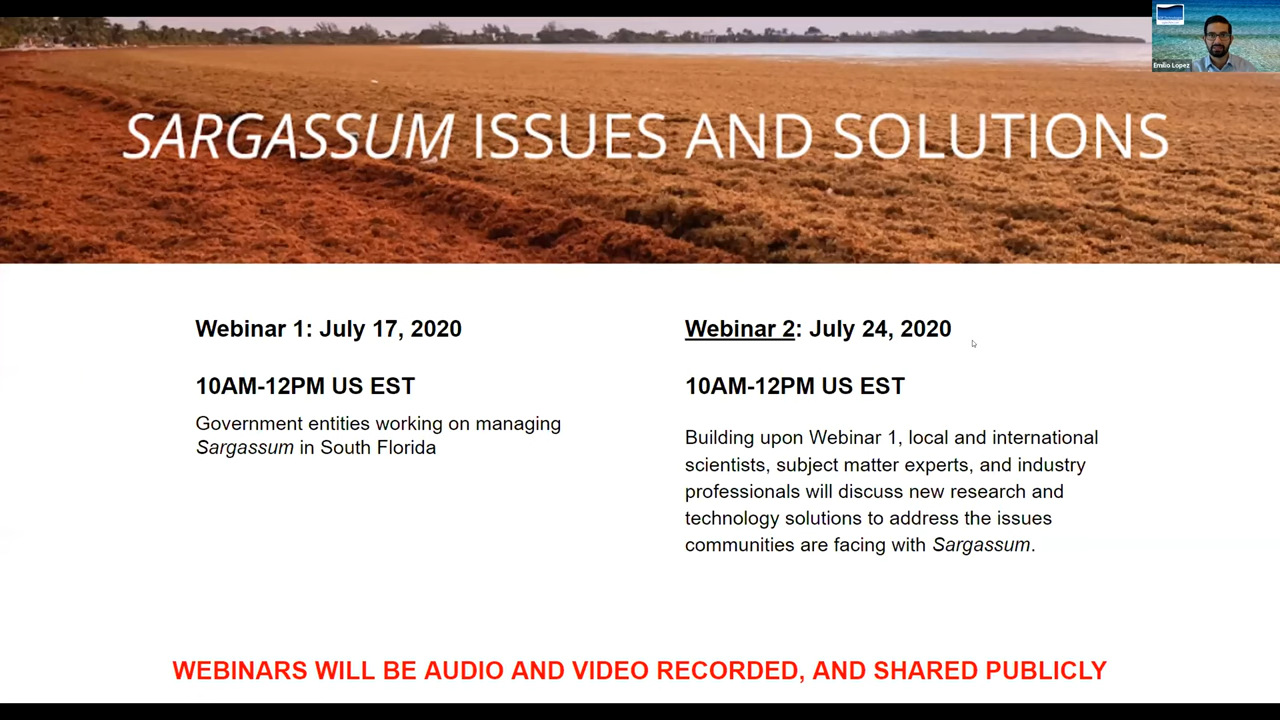 Emilio Lopez
SARGASSUM ISSUES AND SOLUTIONS
Webinar 1: July 17, 2020
10AM-12PM US EST
Government entities working on managing
Sargassum in South Florida
Webinar 2: July 24, 2020
10AM-12PM US EST
Building upon Webinar 1, local and international
scientists, subject matter experts, and industry
professionals will discuss new research and
technology solutions to address the issues
communities are facing with Sargassum.
WEBINARS WILL BE AUDIO AND VIDEO RECORDED, AND SHARED PUBLICLY